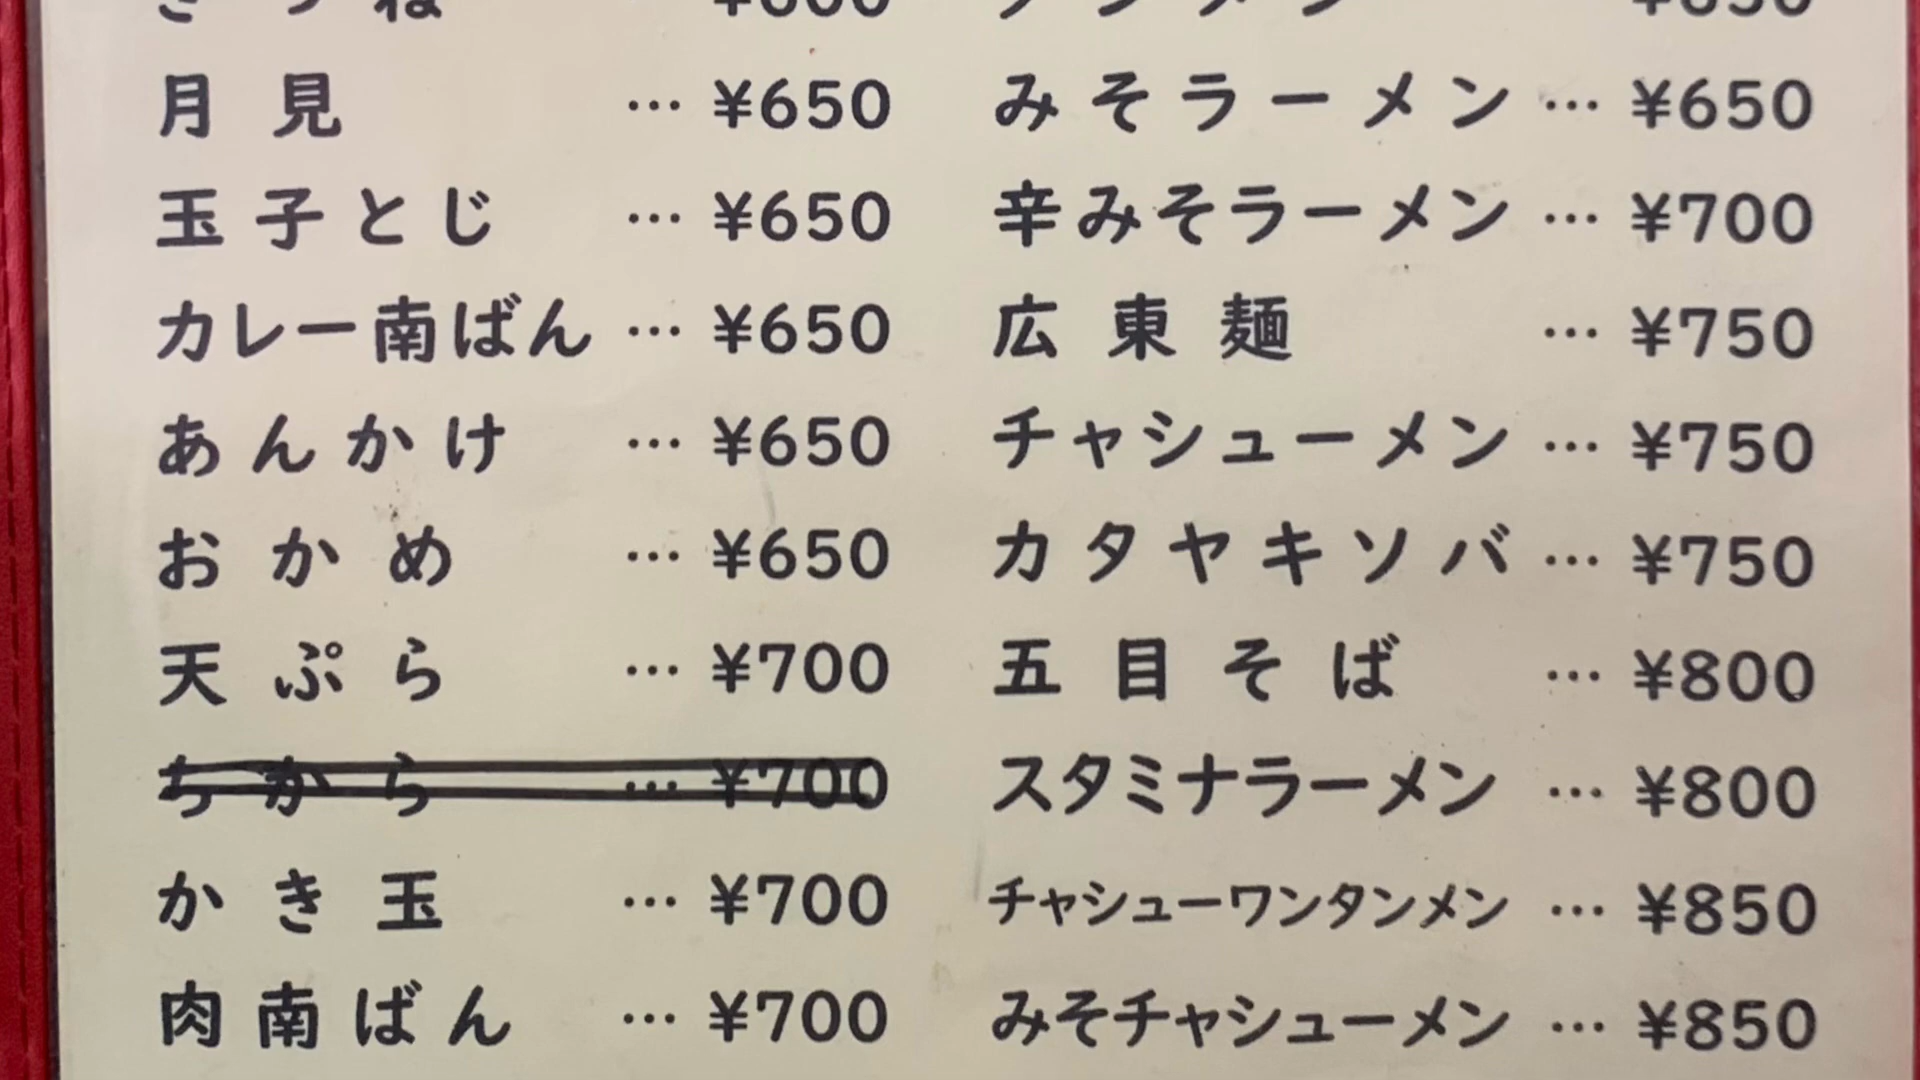 きつね ¥600
月見 … ¥650
玉子とじ … ¥650
カレー南ばん … ¥650
あんかけ … ¥650
おかめ … ¥650
天ぷら … ¥700
ちから … ¥700
かき玉 … ¥700
肉南ばん … ¥700
みそラーメン … ¥650
辛みそラーメン … ¥700
広東麺 … ¥750
チャシューメン … ¥750
カタヤキソバ … ¥750
五目そば … ¥800
スタミナラーメン … ¥800
チャシューワンタンメン … ¥850
みそチャシューメン … ¥850